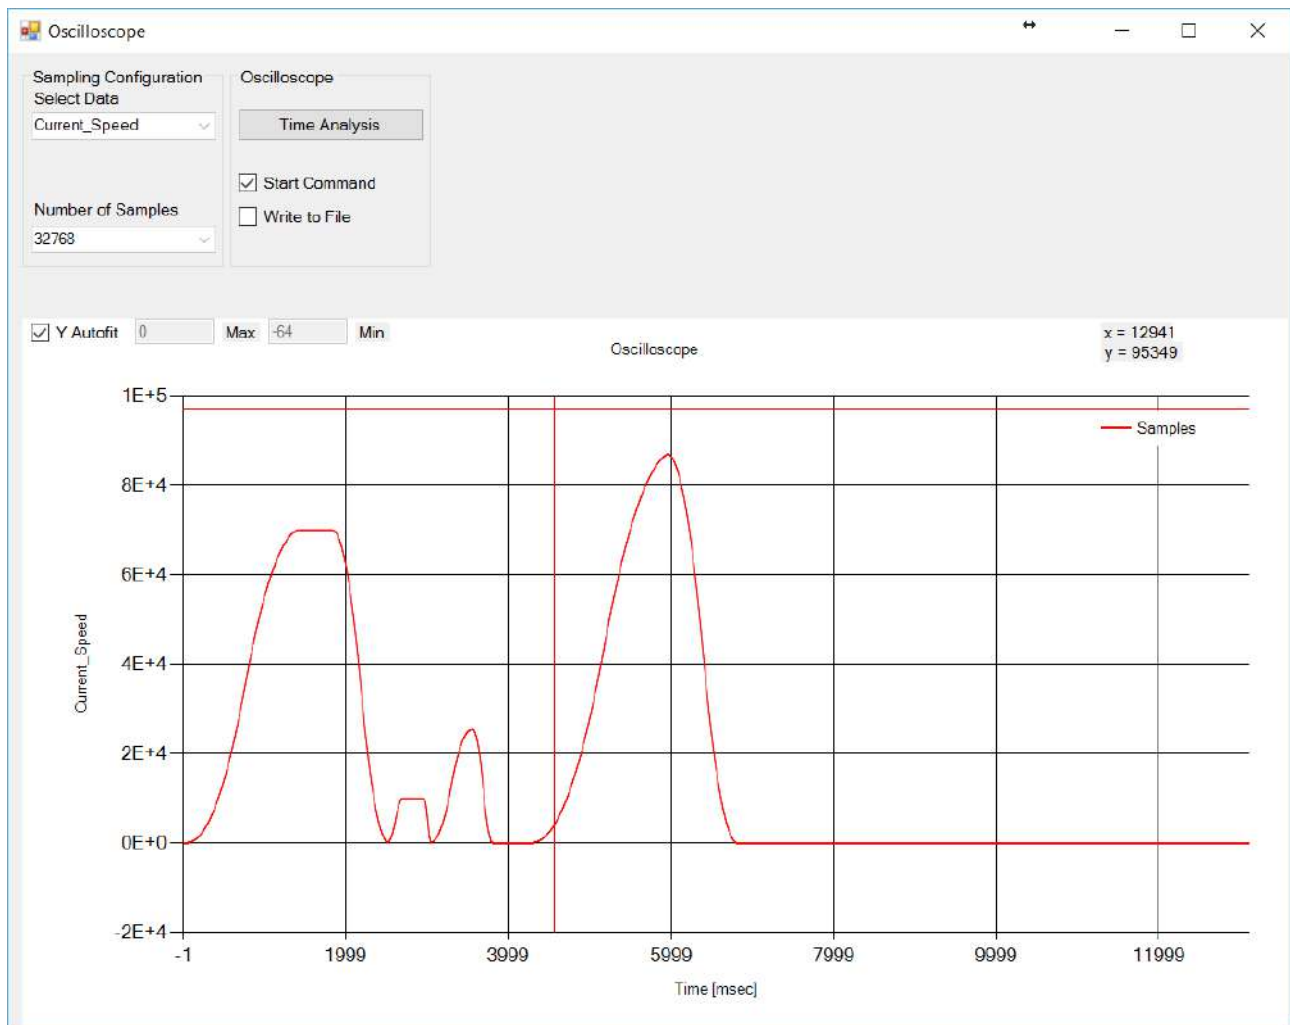 Oscilloscope
Sampling Configuration
Select Data
Current_Speed
Number of Samples
32768
Oscilloscope
Time Analysis
Start Command
Write to File
Y Autofit 0 Max -64 Min
Oscilloscope
x = 12941
y = 95349
Samples
1E+5
8E+4
6E+4
4E+4
2E+4
0E+0
-2E+4
Current_Speed
-1 1999 3999 5999 7999 9999 11999
Time [msec]